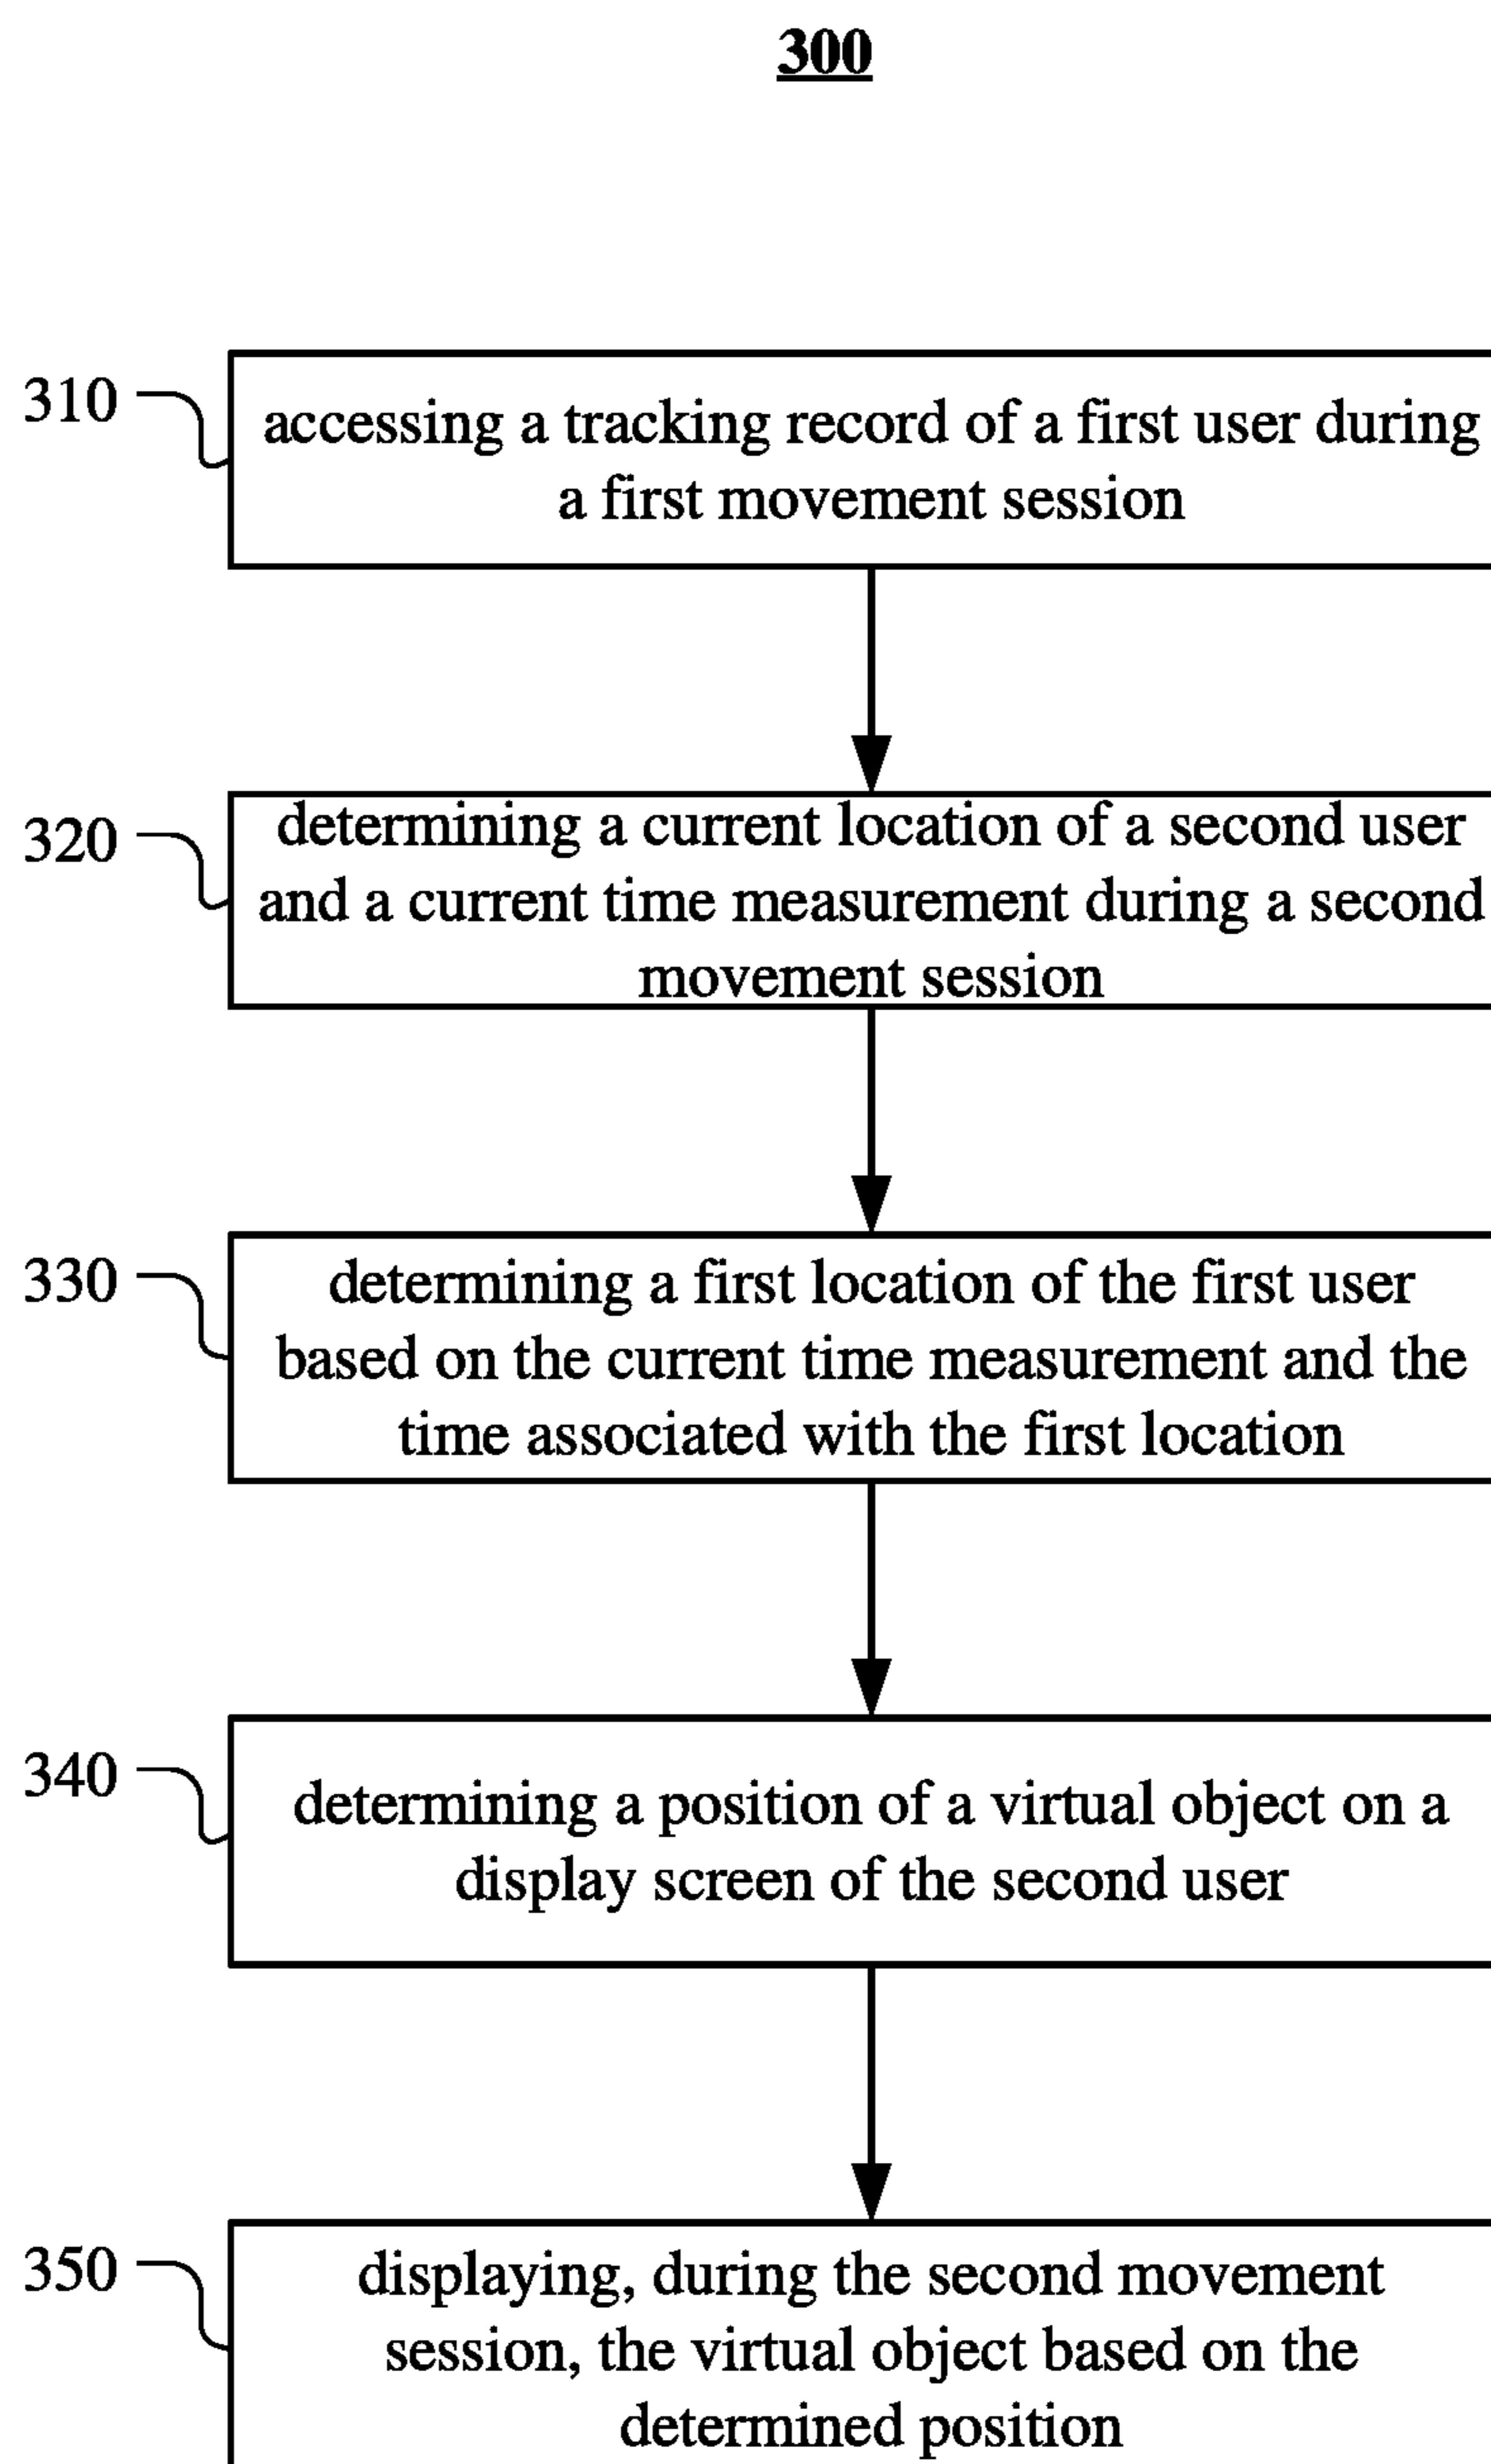 300
310
accessing a tracking record of a first user during
a first movement session
320
determining a current location of a second user
and a current time measurement during a second
movement session
330
determining a first location of the first user
based on the current time measurement and the
time associated with the first location
340
determining a position of a virtual object on a
display screen of the second user
350
displaying, during the second movement
session, the virtual object based on the
determined position